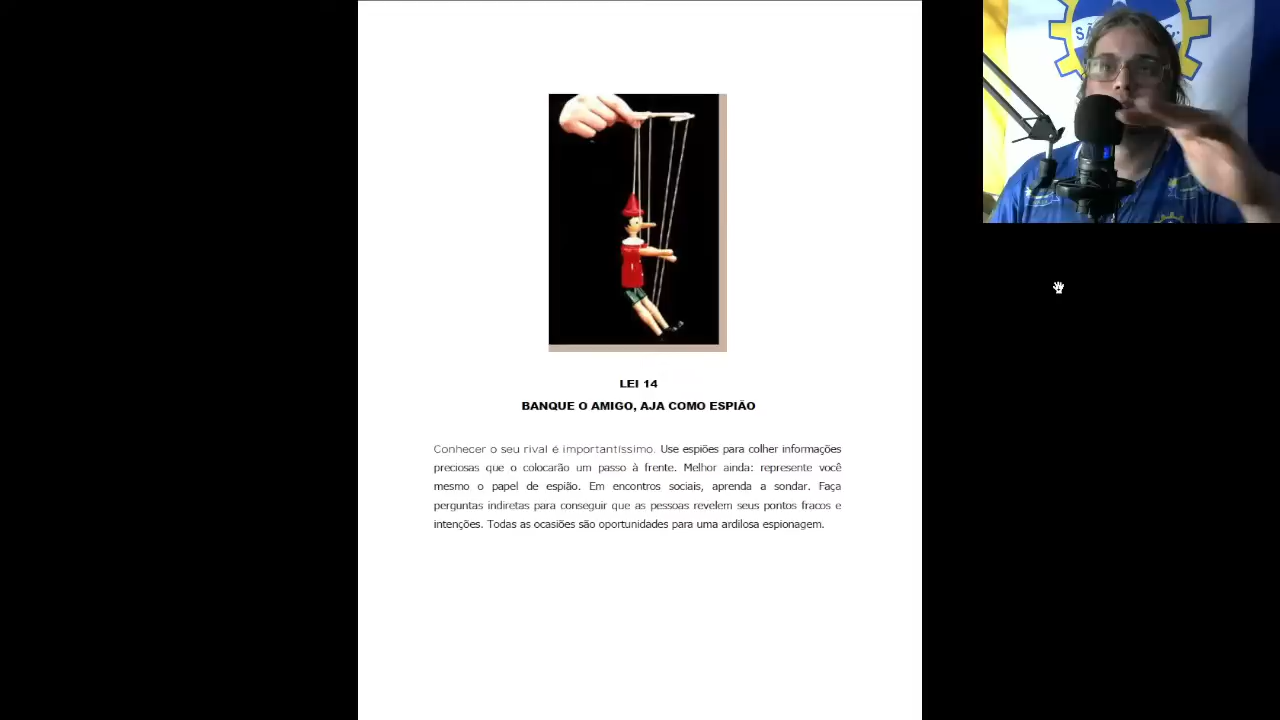 LEI 14
BANQUE O AMIGO, AJA COMO ESPIÃO
Conhecer o seu rival é importantíssimo. Use espiões para colher informações
preciosas que o colocarão um passo à frente. Melhor ainda: represente você
mesmo o papel de espião. Em encontros sociais, aprenda a sondar. Faça
perguntas indiretas para conseguir que as pessoas revelem seus pontos fracos e
intenções. Todas as ocasiões são oportunidades para uma ardilosa espionagem.